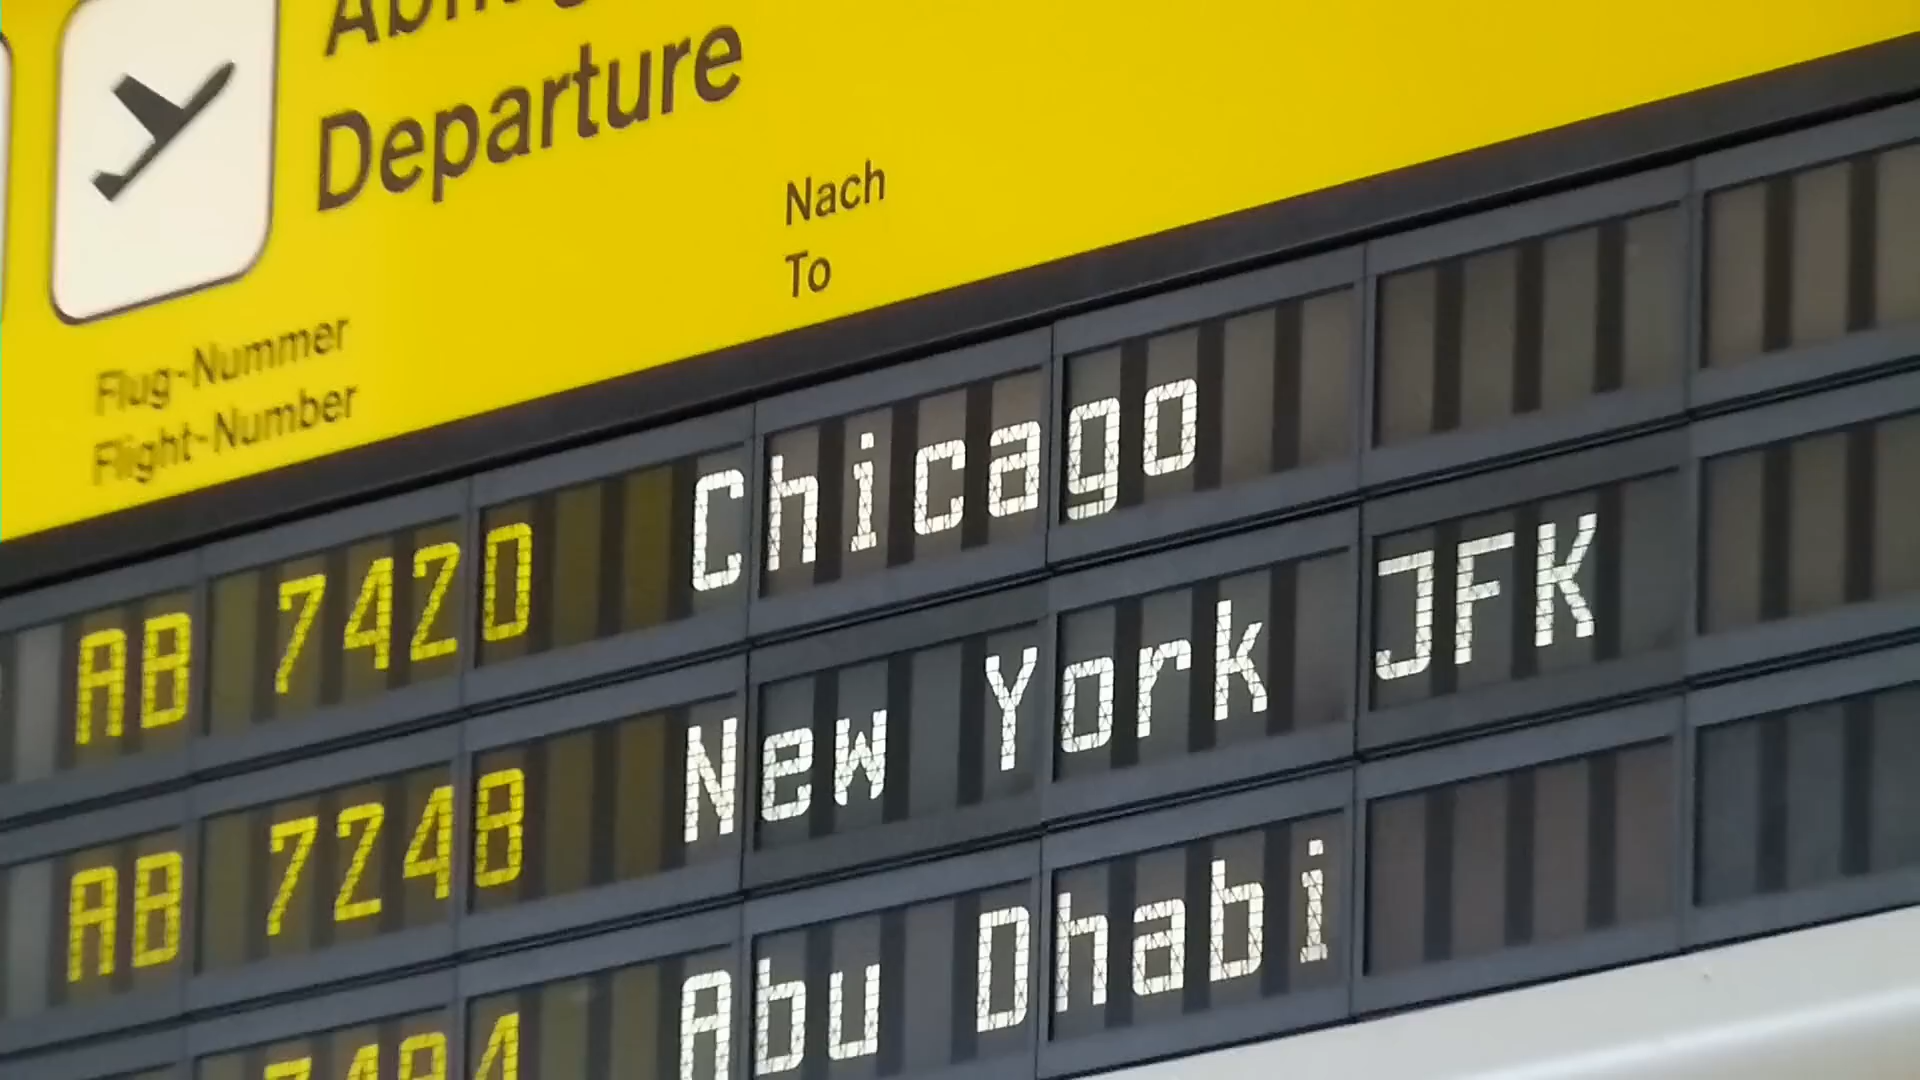 Departure
Nach
To
Flug-Nummer
Flight-Number
AB 7420 Chicago
AB 7248 New York JFK
Abu Dhabi